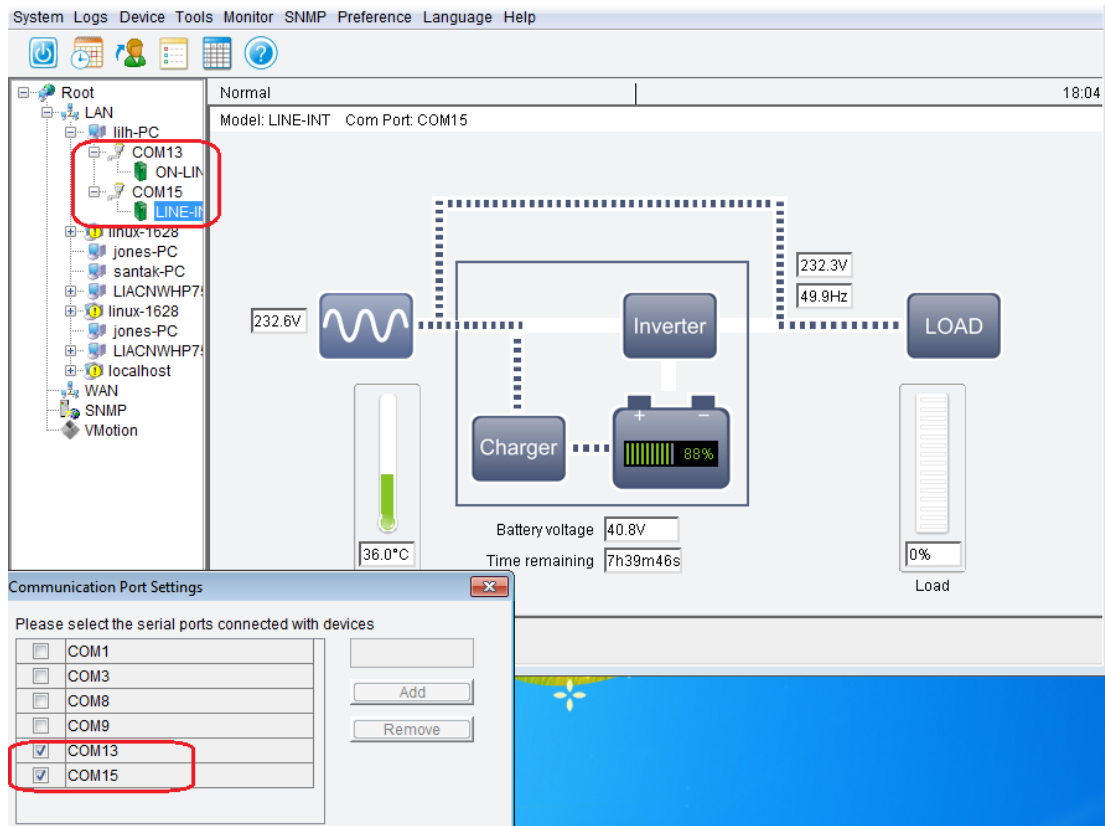 System Logs Device Tools Monitor SNMP Preference Language Help
Root
LAN
lilh-PC
COM13
ON-LIN
COM15
LINE-IN
linux-1628
jones-PC
santak-PC
LIACNWHP75
linux-1628
jones-PC
LIACNWHP75
localhost
WAN
SNMP
VMotion
Normal 18:04
Model: LINE-INT Com Port: COM15
232.3V
49.9Hz
232.6V
Inverter
LOAD
Charger
+ −
88%
Battery voltage 40.8V
36.0°C
Time remaining 7h39m46s
0%
Load
Communication Port Settings
Please select the serial ports connected with devices
COM1
COM3
COM8
COM9
COM13
COM15
Add
Remove